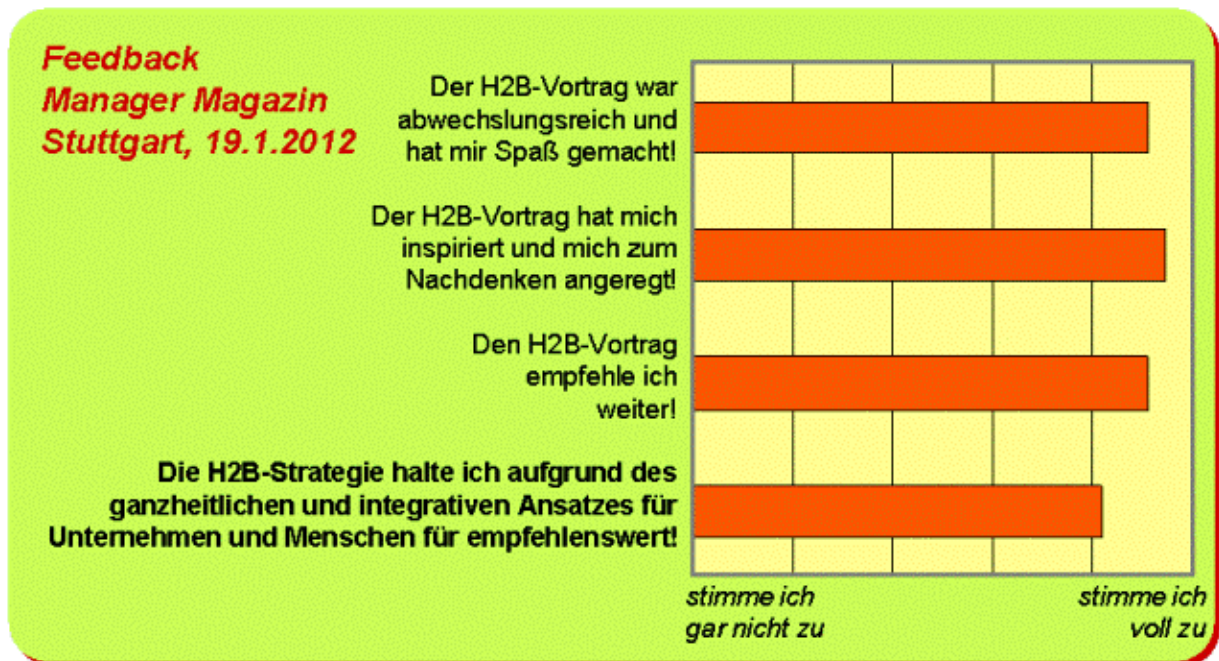 Feedback
Manager Magazin
Stuttgart, 19.1.2012
Der H2B-Vortrag war
abwechslungsreich und
hat mir Spaß gemacht!
Der H2B-Vortrag hat mich
inspiriert und mich zum
Nachdenken angeregt!
Den H2B-Vortrag
empfehle ich
weiter!
Die H2B-Strategie halte ich aufgrund des
ganzheitlichen und integrativen Ansatzes für
Unternehmen und Menschen für empfehlenswert!
stimme ich
gar nicht zu
stimme ich
voll zu